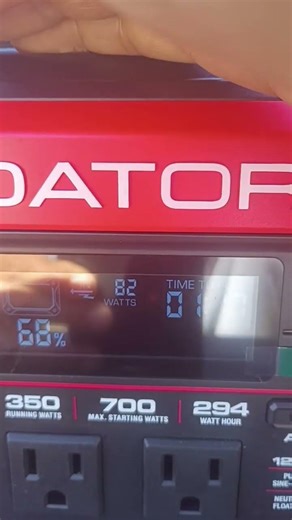 DATOR
82
TIME T
WATTS
68%
350 700 294
RUNNING WATTS MAX. STARTING WATTS WATT HOUR